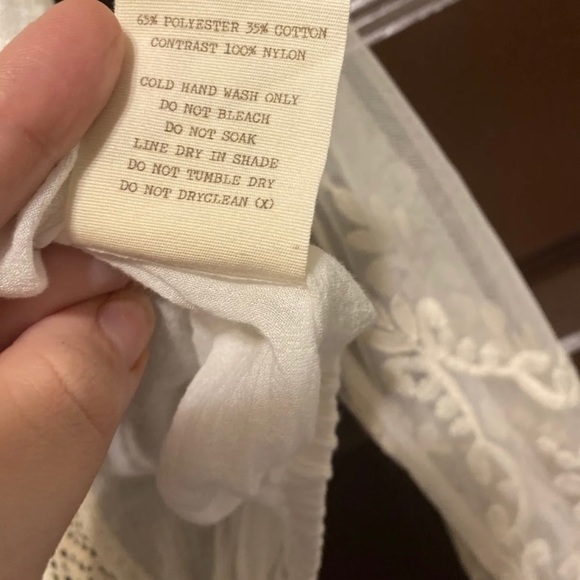 65% POLYESTER 35% COTTON
CONTRAST 100% NYLON
COLD HAND WASH ONLY
DO NOT BLEACH
DO NOT SOAK
LINE DRY IN SHADE
DO NOT TUMBLE DRY
DO NOT DRYCLEAN (X)